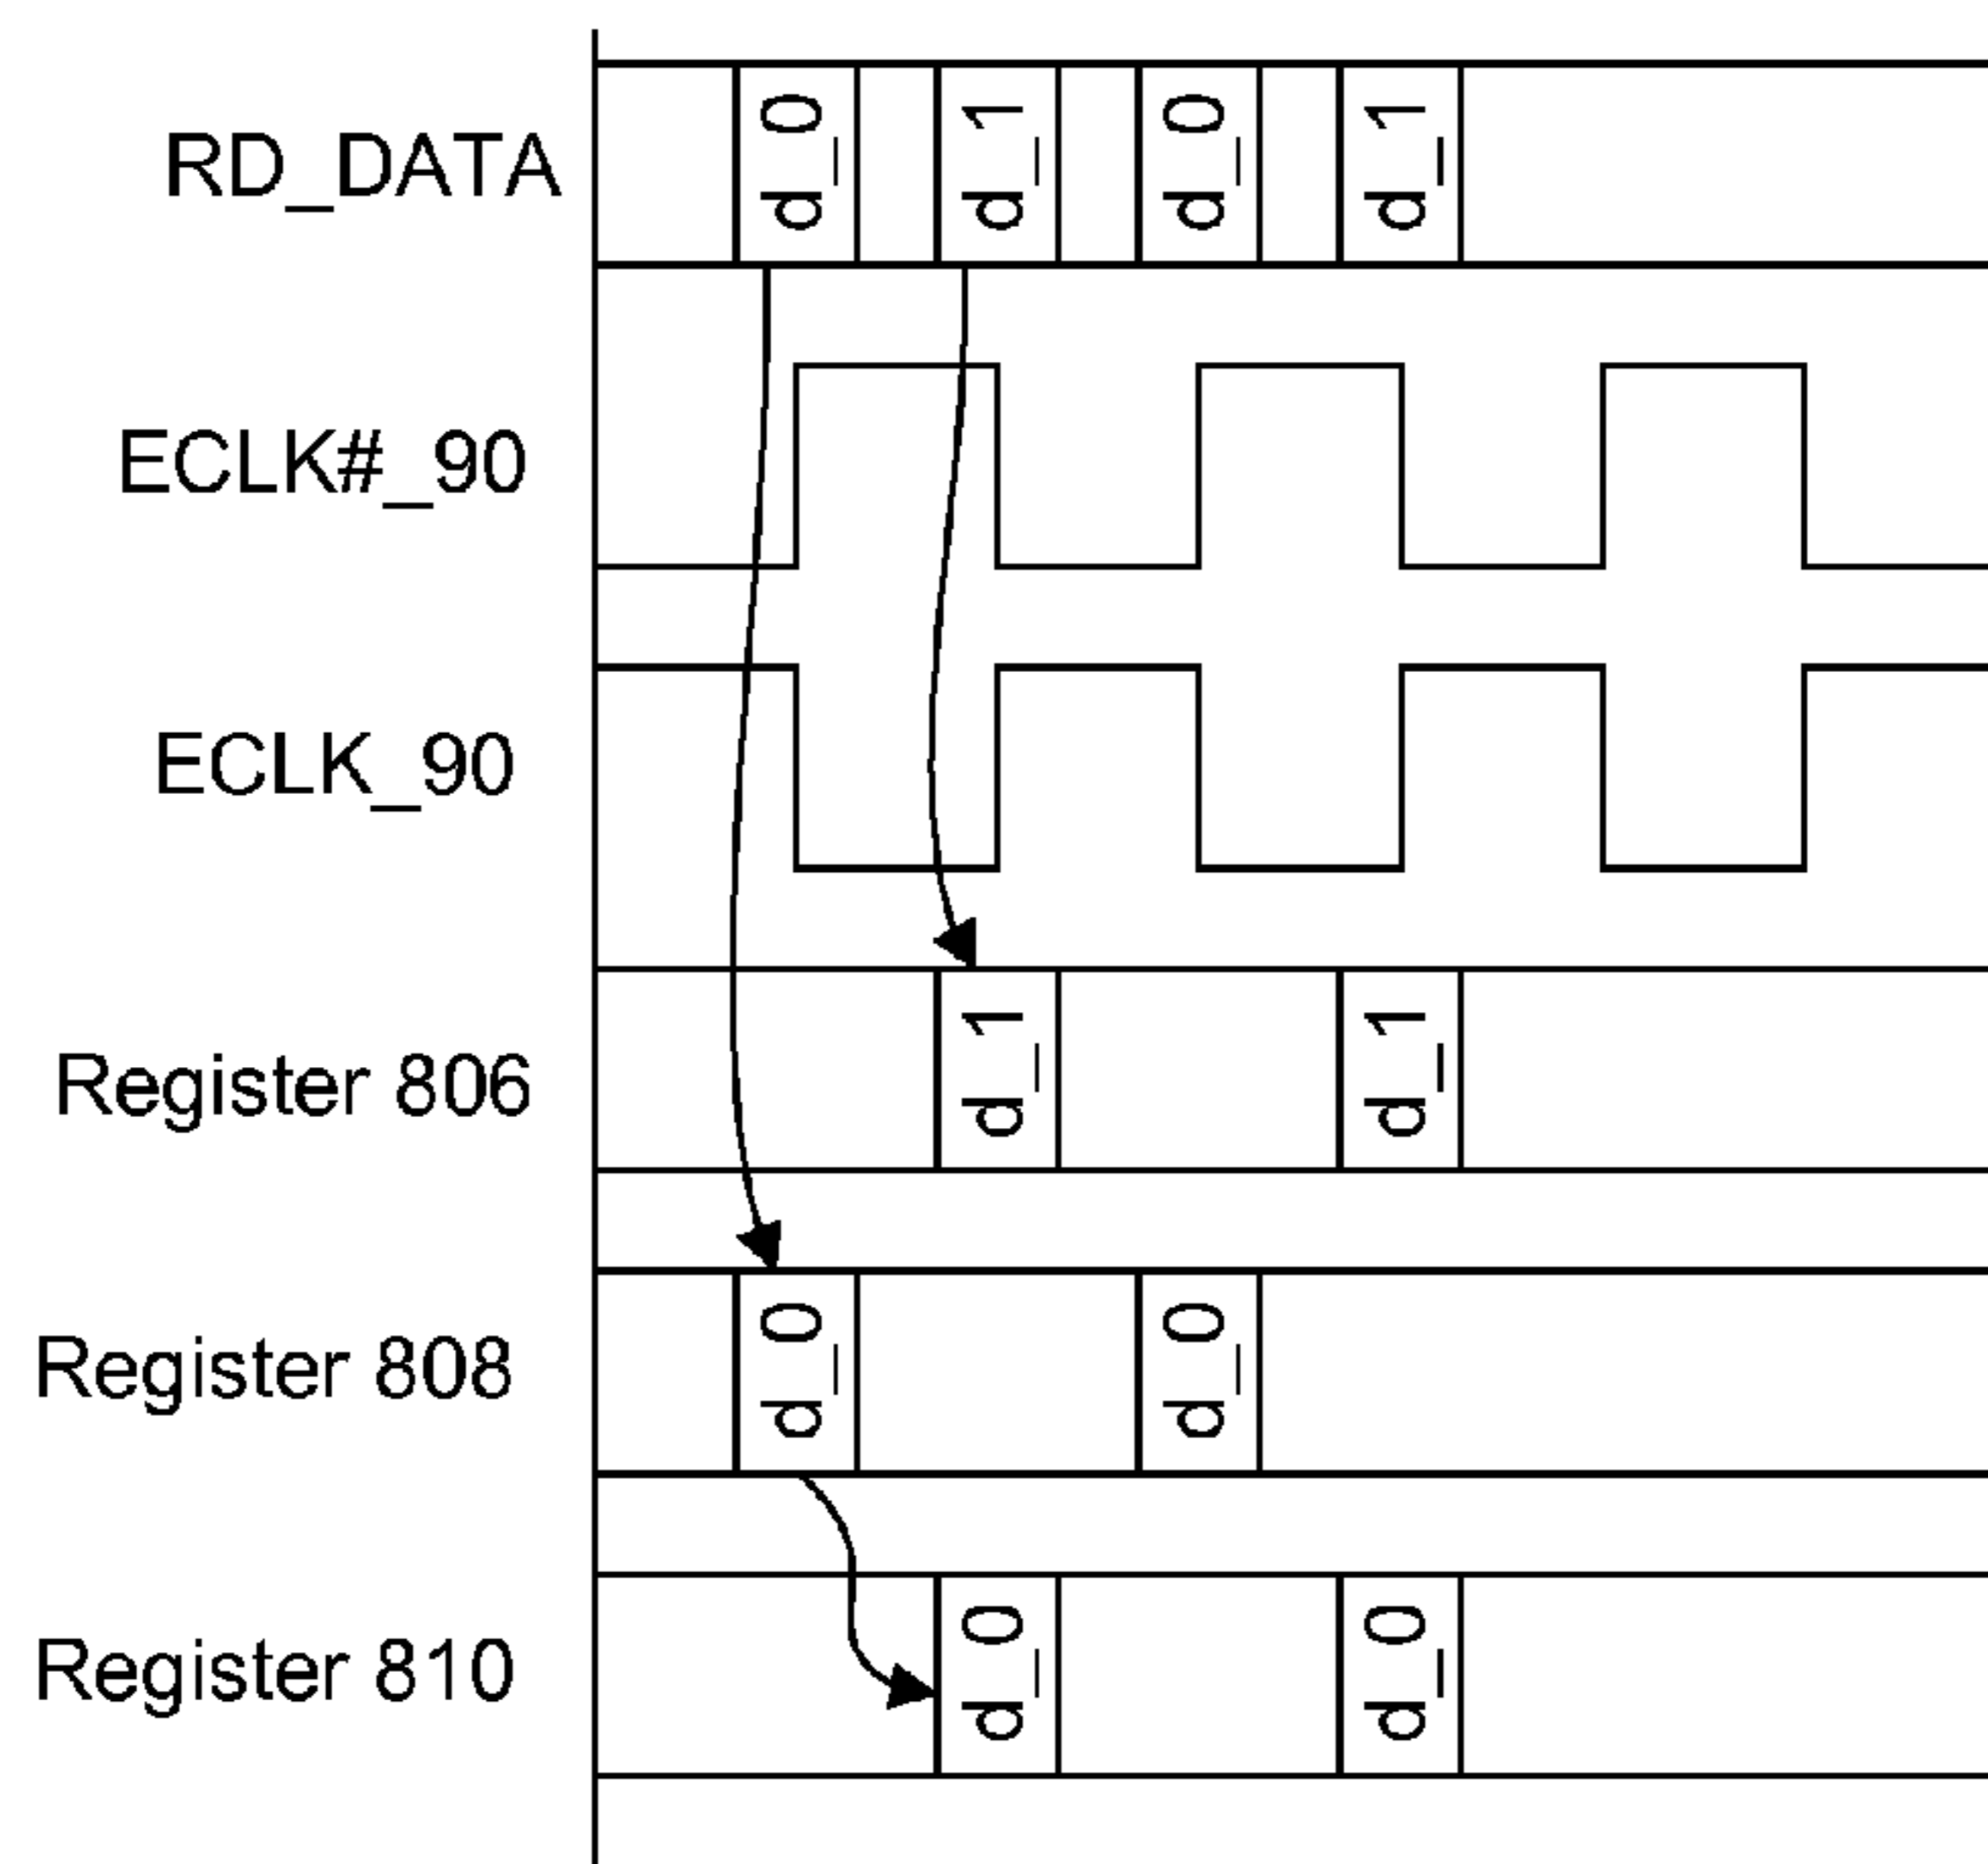 RD_DATA d_0 d_1 d_0 d_1
ECLK#_90
ECLK_90
Register 806 d_1 d_1
Register 808 d_0 d_0
Register 810 d_0 d_0